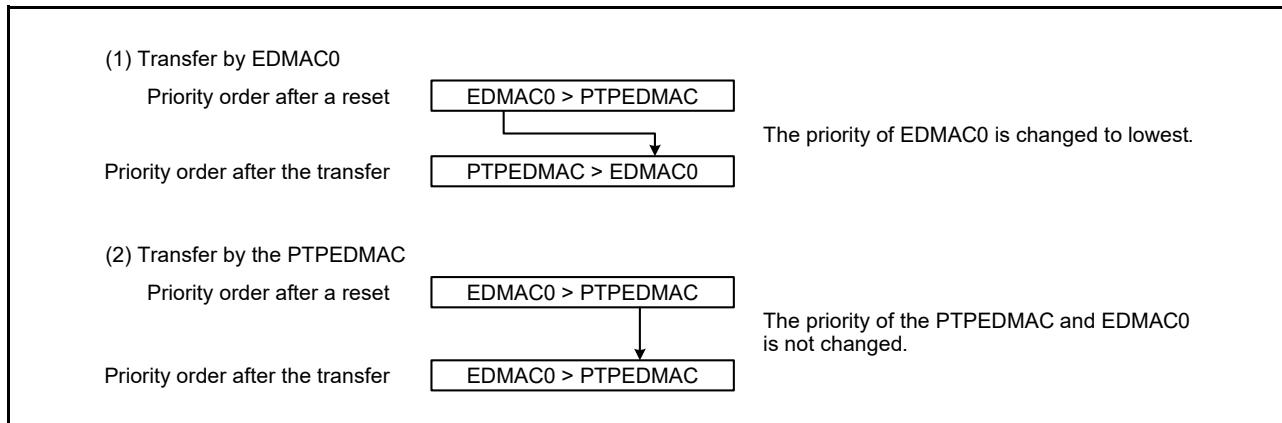 (1) Transfer by EDMAC0
Priority order after a reset
EDMAC0 > PTPEDMAC
The priority of EDMAC0 is changed to lowest.
Priority order after the transfer
PTPEDMAC > EDMAC0
(2) Transfer by the PTPEDMAC
Priority order after a reset
EDMAC0 > PTPEDMAC
The priority of the PTPEDMAC and EDMAC0
is not changed.
Priority order after the transfer
EDMAC0 > PTPEDMAC